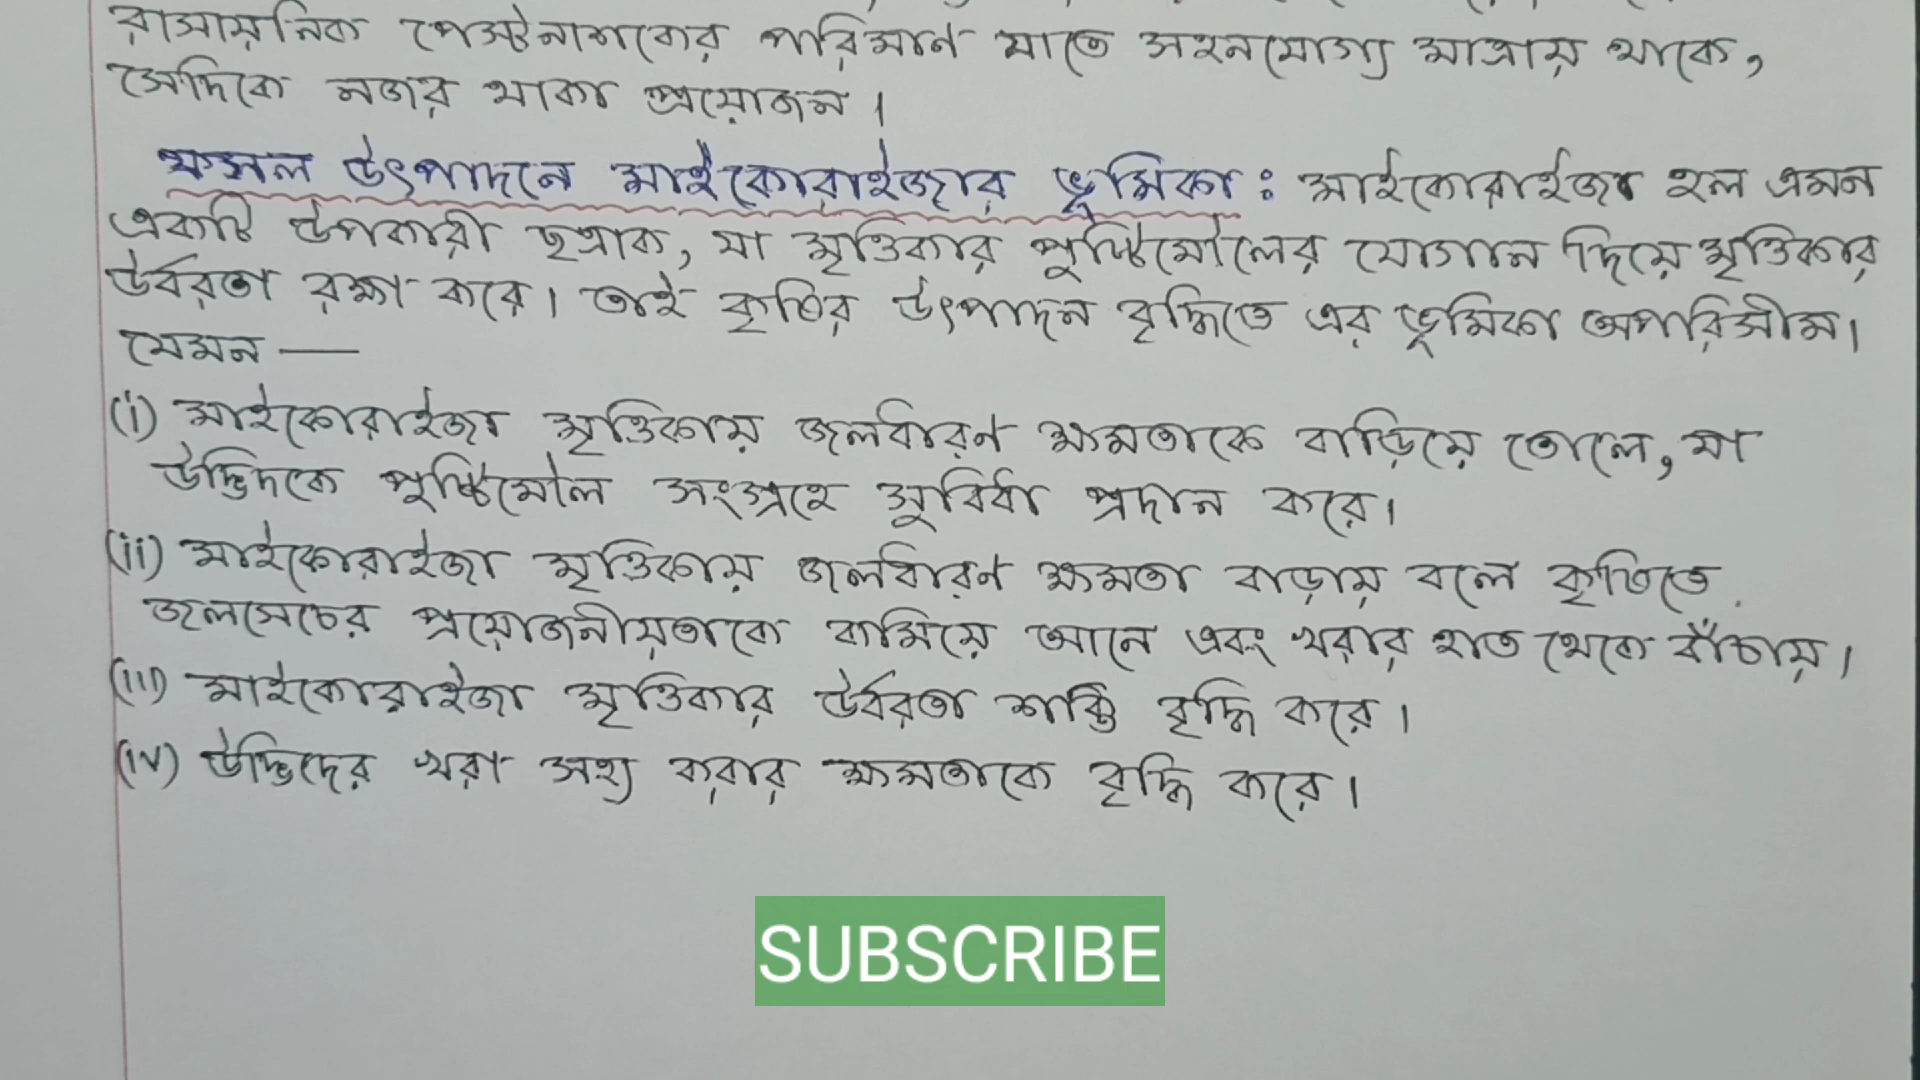 রাসায়নিক পেস্টনাশকের পরিমাণ যাতে সহনযোগ্য মাত্রায় থাকে,
সেদিকে নজর থাকা প্রয়োজন।
ফসল উৎপাদনে মাইকোরাইজার ভূমিকা : মাইকোরাইজা হল এমন
একটি উপকারী ছত্রাক, যা মৃত্তিকার পুষ্টিমৌলের যোগান দিয়ে মৃত্তিকার
উর্বরতা রক্ষা করে। তাই কৃষির উৎপাদন বৃদ্ধিতে এর ভূমিকা অপরিসীম।
যেমন —
(i) মাইকোরাইজা মৃত্তিকায় জলধারণ ক্ষমতাকে বাড়িয়ে তোলে, যা
উদ্ভিদকে পুষ্টিমৌল সংগ্রহে সুবিধা প্রদান করে।
(ii) মাইকোরাইজা মৃত্তিকায় জলধারণ ক্ষমতা বাড়ায় বলে কৃষিতে
জলসেচের প্রয়োজনীয়তাকে কমিয়ে আনে এবং খরার হাত থেকে বাঁচায়।
(iii) মাইকোরাইজা মৃত্তিকার উর্বরতা শক্তি বৃদ্ধি করে।
(iv) উদ্ভিদের খরা সহ্য করার ক্ষমতাকে বৃদ্ধি করে।
SUBSCRIBE